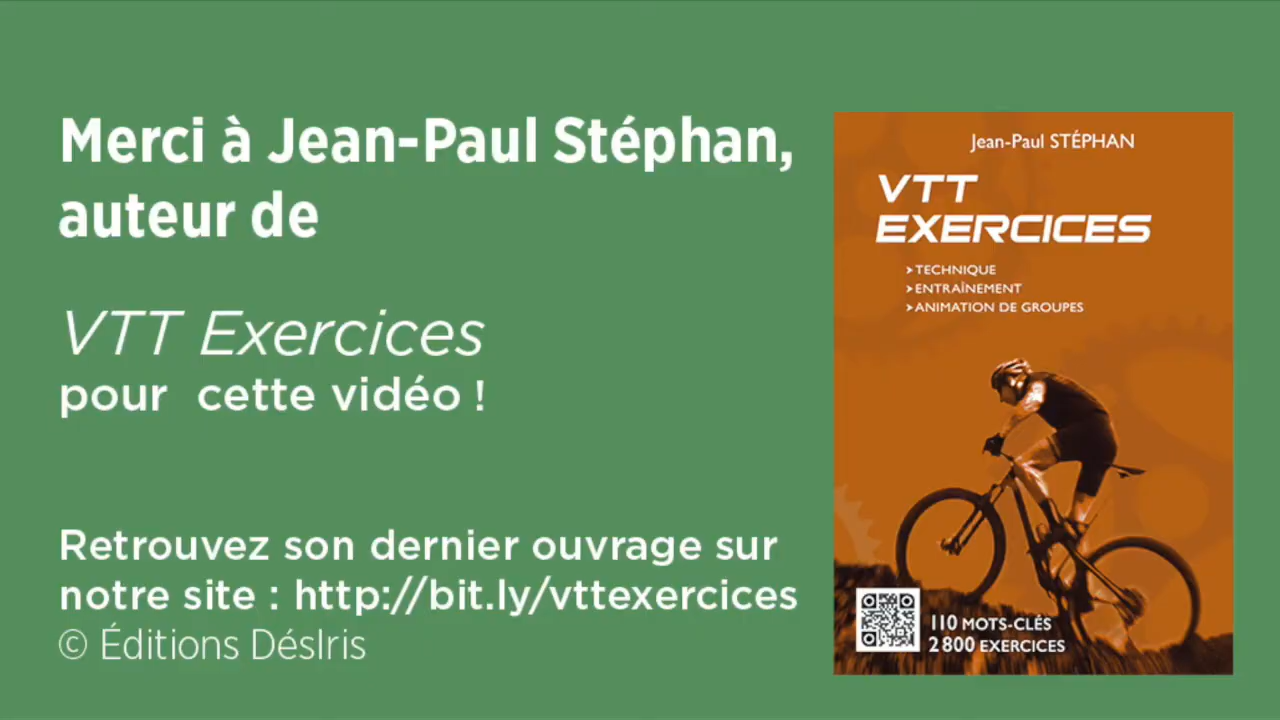 Merci à Jean-Paul Stéphan,
auteur de
VTT Exercices
pour cette vidéo !
Retrouvez son dernier ouvrage sur
notre site : http://bit.ly/vttexercices
© Éditions DésIris
Jean-Paul STÉPHAN
VTT
EXERCICES
> TECHNIQUE
> ENTRAÎNEMENT
> ANIMATION DE GROUPES
110 MOTS-CLÉS
2 800 EXERCICES